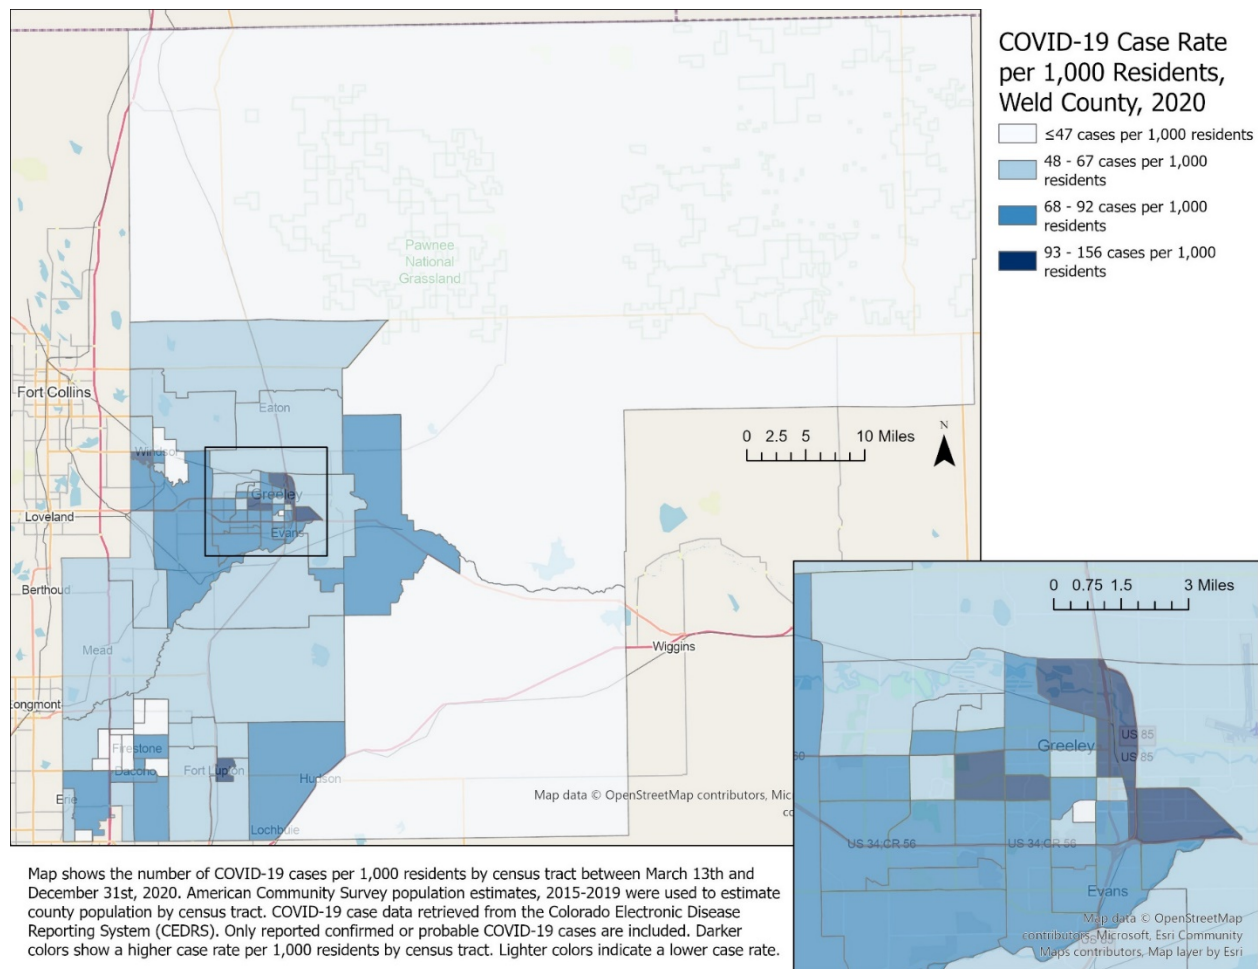 COVID-19 Case Rate
per 1,000 Residents,
Weld County, 2020
≤47 cases per 1,000 residents
48 - 67 cases per 1,000
residents
68 - 92 cases per 1,000
residents
93 - 156 cases per 1,000
residents
Pawnee
National
Grassland
Fort Collins
Eaton
N
0 2.5 5 10 Miles
Windsor
Greeley
Loveland
Evans
Berthoud
Wiggins
Mead
Longmont
Firestone
Dacono
Fort Lupton
Hudson
Erie
Lochbuie
Map data © OpenStreetMap contributors, Mic
co
0 0.75 1.5 3 Miles
US 85
Greeley
US 85
US 34;CR 56
US 34;CR 56
Evans
US 85
Map data © OpenStreetMap
contributors, Microsoft, Esri Community
Maps contributors, Map layer by Esri
Map shows the number of COVID-19 cases per 1,000 residents by census tract between March 13th and
December 31st, 2020. American Community Survey population estimates, 2015-2019 were used to estimate
county population by census tract. COVID-19 case data retrieved from the Colorado Electronic Disease
Reporting System (CEDRS). Only reported confirmed or probable COVID-19 cases are included. Darker
colors show a higher case rate per 1,000 residents by census tract. Lighter colors indicate a lower case rate.